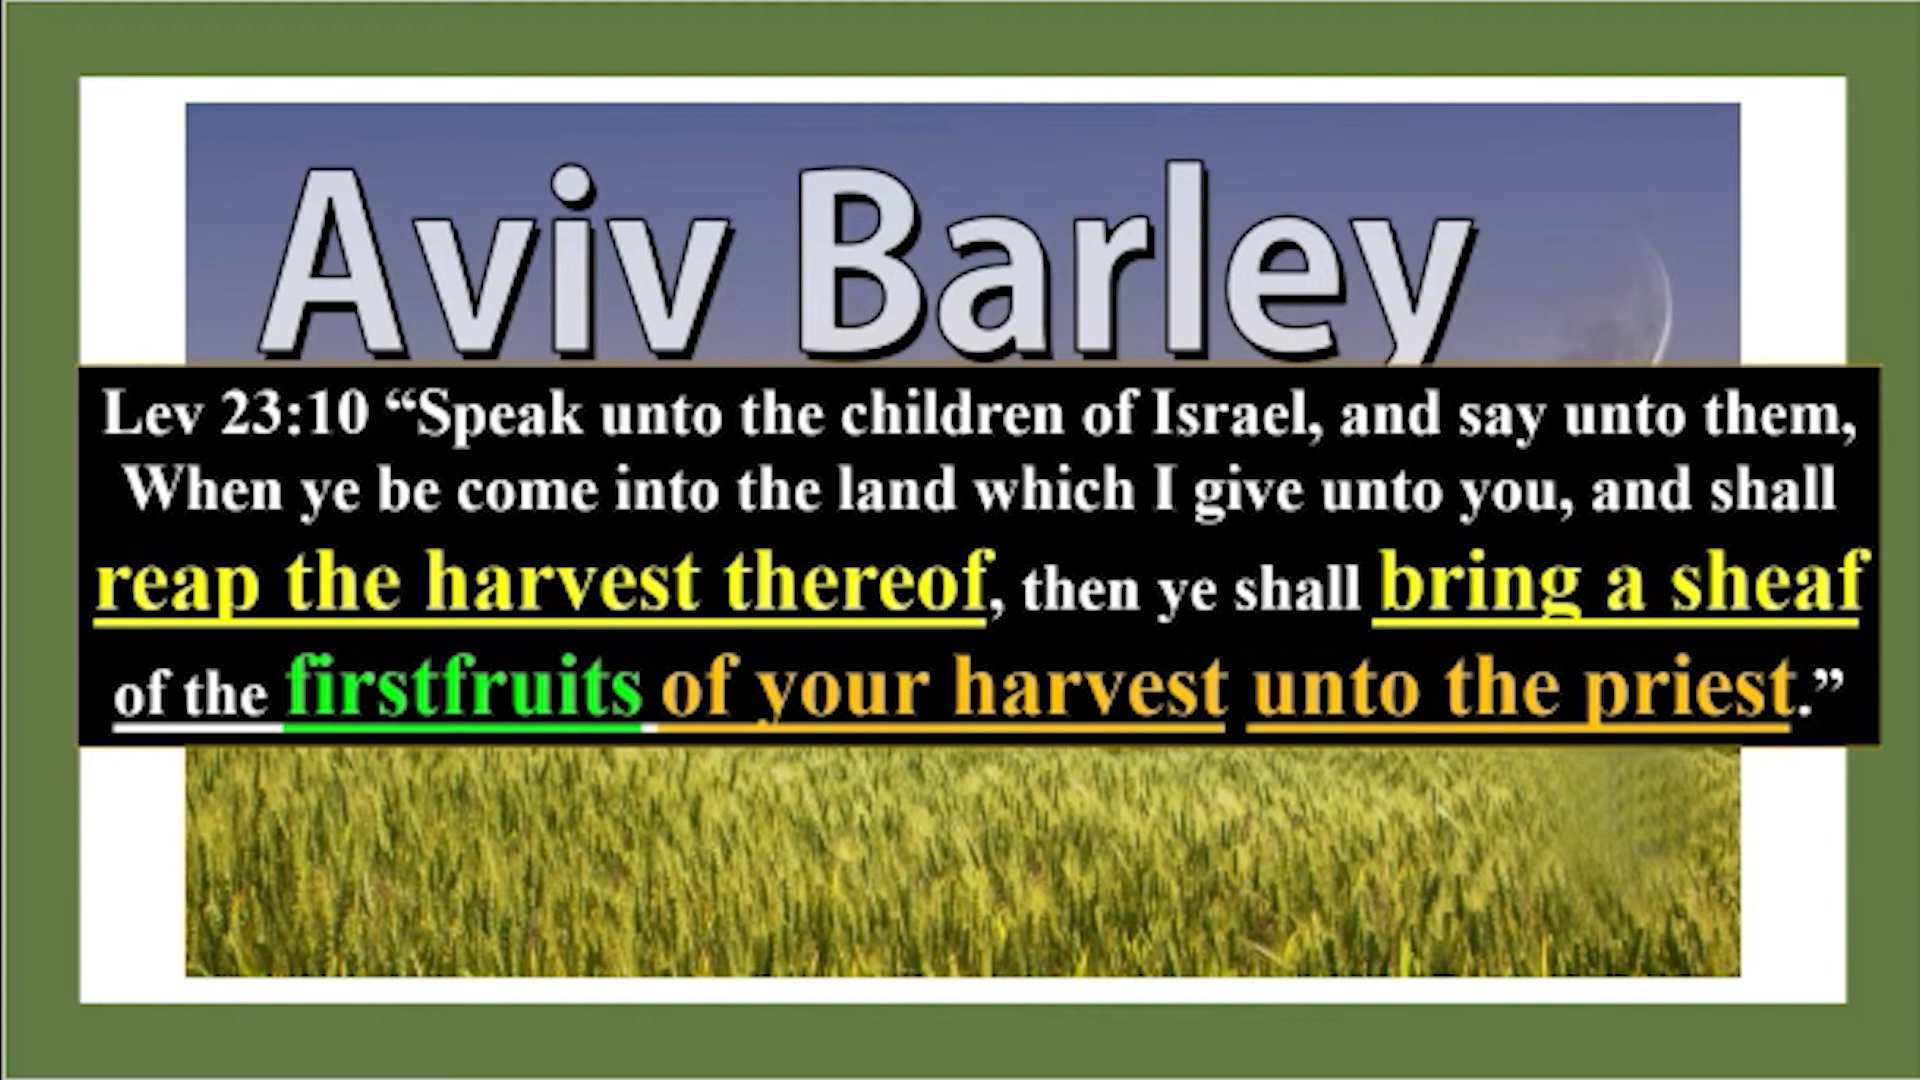 Aviv Barley
Lev 23:10 “Speak unto the children of Israel, and say unto them,
When ye be come into the land which I give unto you, and shall
reap the harvest thereof, then ye shall bring a sheaf
of the firstfruits of your harvest unto the priest.”